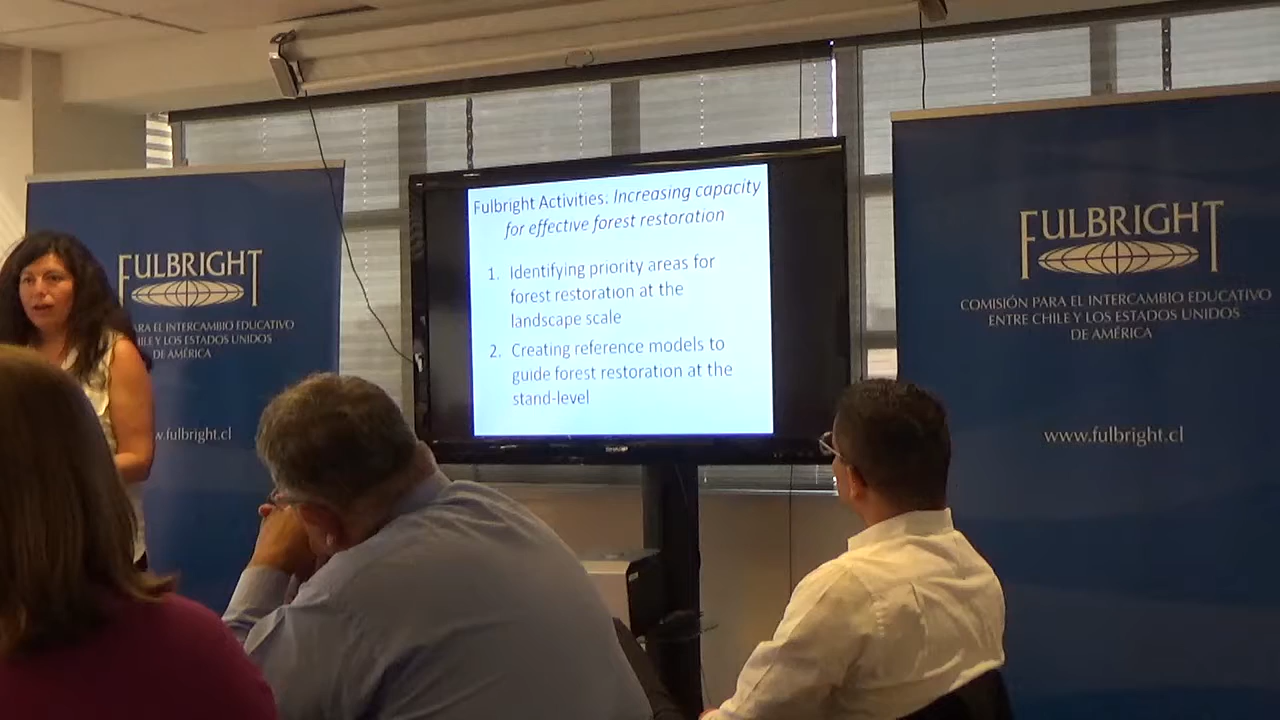 FULBRIGHT
ARA EL INTERCAMBIO EDUCATIVO
ILE Y LOS ESTADOS UNIDOS
DE AMÉRICA
w.fulbright.cl
Fulbright Activities: Increasing capacity
for effective forest restoration
1. Identifying priority areas for
forest restoration at the
landscape scale
2. Creating reference models to
guide forest restoration at the
stand-level
FULBRIGHT
COMISIÓN PARA EL INTERCAMBIO EDUCATIVO
ENTRE CHILE Y LOS ESTADOS UNIDOS
DE AMÉRICA
www.fulbright.cl